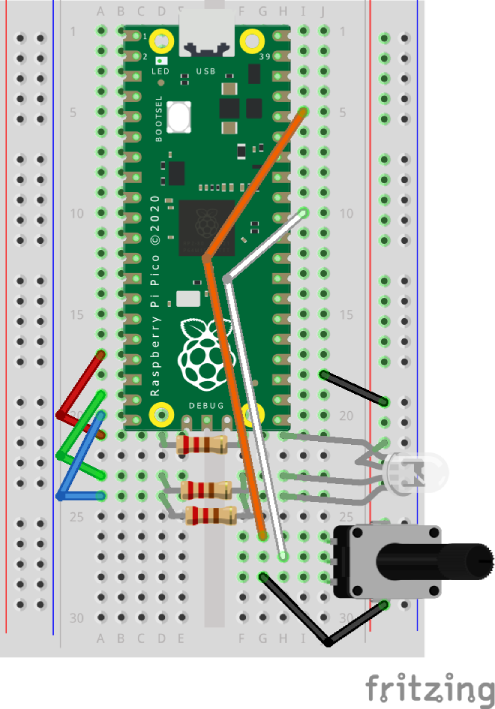 A B C D E F G H I J
1 1
1 39
2
LED USB
BOOTSEL
5 5
10 10
Raspberry Pi Pico ©2020
15 15
DEBUG
20 20
25 25
30 30
A B C D E F G H I J
fritzing